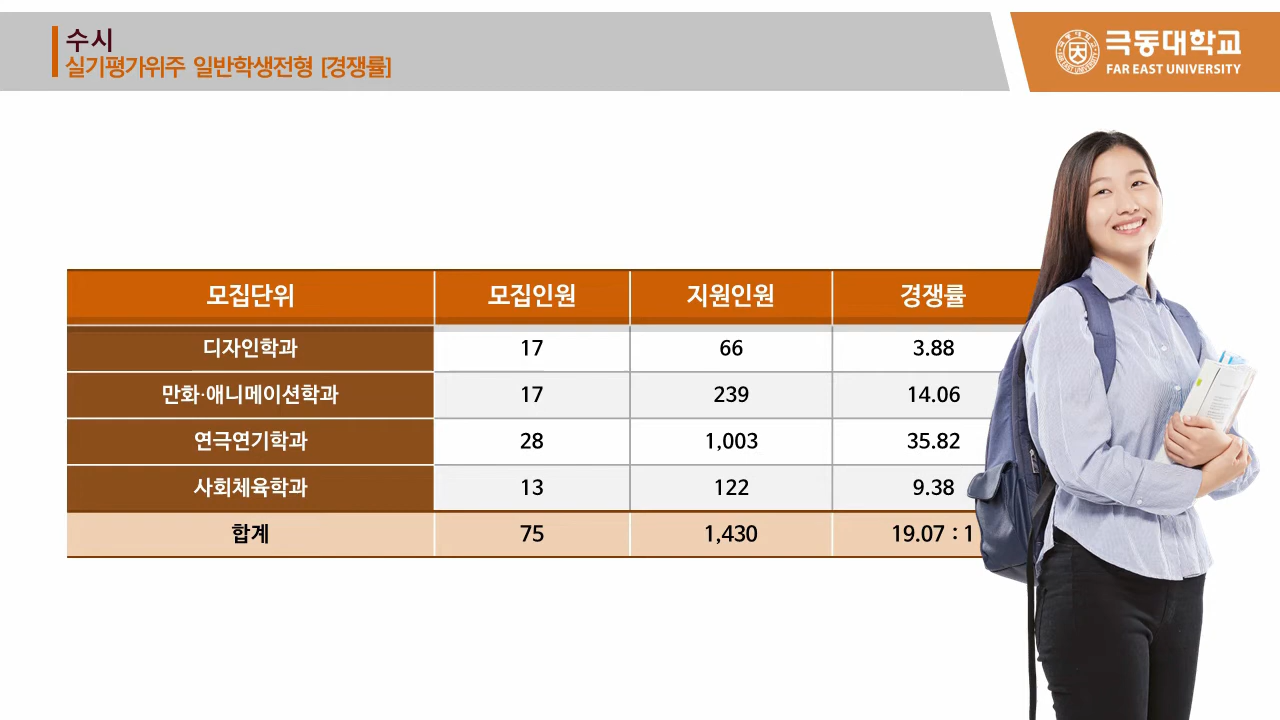 수시
실기평가위주 일반학생전형 [경쟁률]
극동대학교
FAR EAST UNIVERSITY
모집단위 모집인원 지원인원 경쟁률
디자인학과 17 66 3.88
만화·애니메이션학과 17 239 14.06
연극연기학과 28 1,003 35.82
사회체육학과 13 122 9.38
합계 75 1,430 19.07 : 1